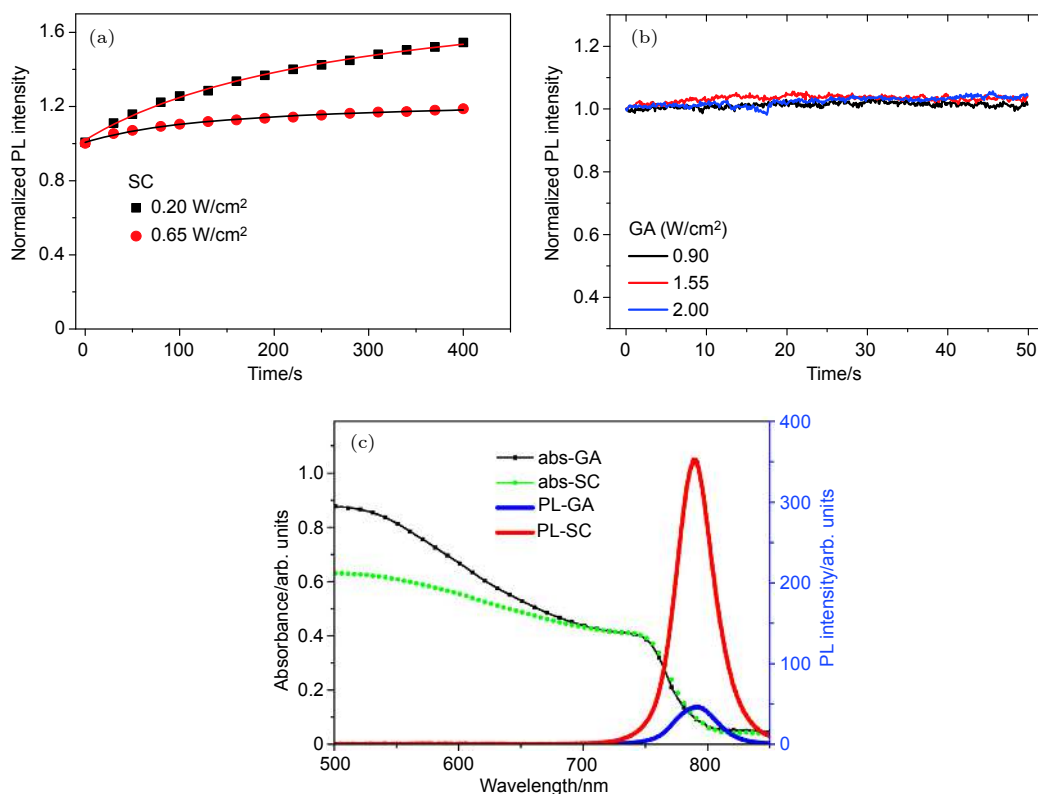 (a)
Normalized PL intensity
1.6
1.2
0.8
0.4
0
SC
0.20 W/cm²
0.65 W/cm²
0 100 200 300 400
Time/s
(b)
Normalized PL intensity
1.2
1.0
0.8
0.6
0.4
GA (W/cm²)
0.90
1.55
2.00
0 10 20 30 40 50
Time/s
(c)
Absorbance/arb. units
1.0
0.8
0.6
0.4
0.2
0
abs-GA
abs-SC
PL-GA
PL-SC
400
300
200
100
0
PL intensity/arb. units
500 600 700 800
Wavelength/nm